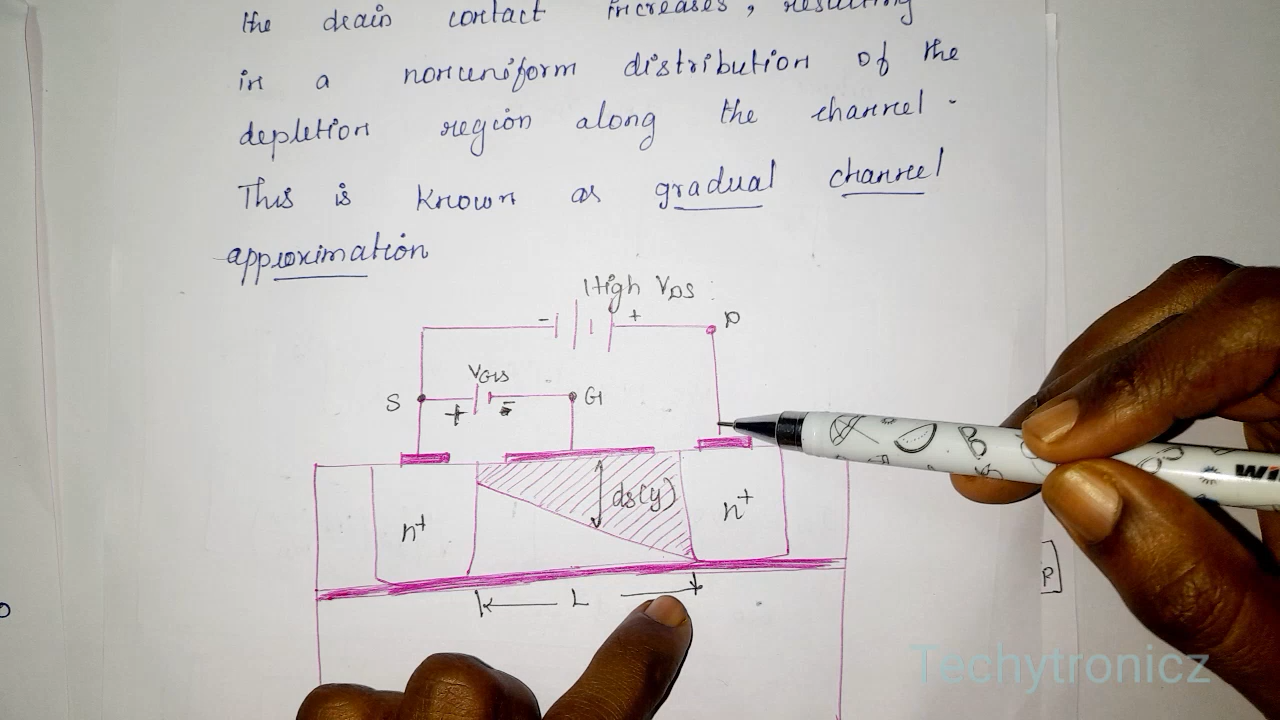 the drain contact increases, resulting
in a nonuniform distribution of the
depletion region along the channel.
This is known as gradual channel
approximation
High VDS
- + D
VGS
S + - G
ds(y)
n+ n+
L
P
B
Wi
Techytronicz